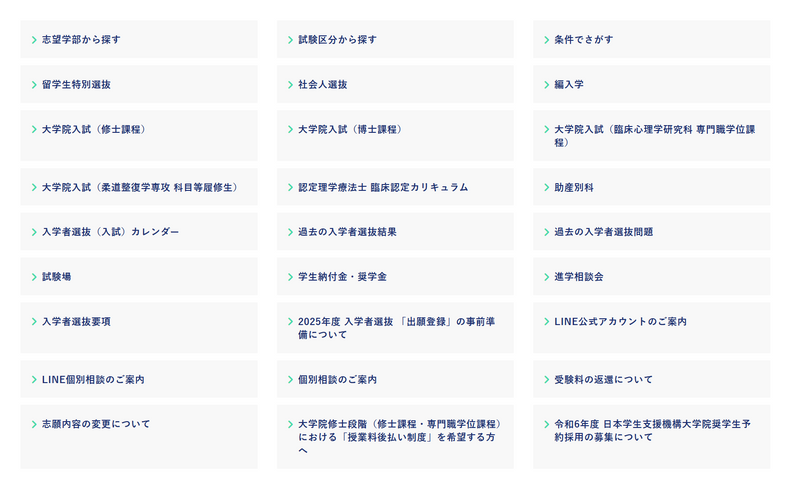 志望学部から探す
試験区分から探す
条件でさがす
留学生特別選抜
社会人選抜
編入学
大学院入試（修士課程）
大学院入試（博士課程）
大学院入試（臨床心理学研究科 専門職学位課
程）
大学院入試（柔道整復学専攻 科目等履修生）
認定理学療法士 臨床認定カリキュラム
助産別科
入学者選抜（入試）カレンダー
過去の入学者選抜結果
過去の入学者選抜問題
試験場
学生納付金・奨学金
進学相談会
入学者選抜要項
2025年度 入学者選抜 「出願登録」の事前準
備について
LINE公式アカウントのご案内
LINE個別相談のご案内
個別相談のご案内
受験料の返還について
志願内容の変更について
大学院修士段階（修士課程・専門職学位課程）
における「授業料後払い制度」を希望する方
へ
令和6年度 日本学生支援機構大学院奨学生予
約採用の募集について